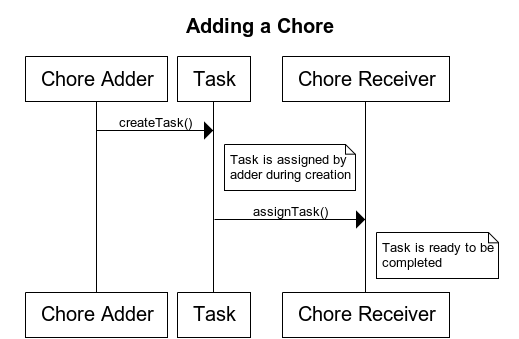 Adding a Chore
Chore Adder
Task
Chore Receiver
createTask()
Task is assigned by
adder during creation
assignTask()
Task is ready to be
completed
Chore Adder
Task
Chore Receiver